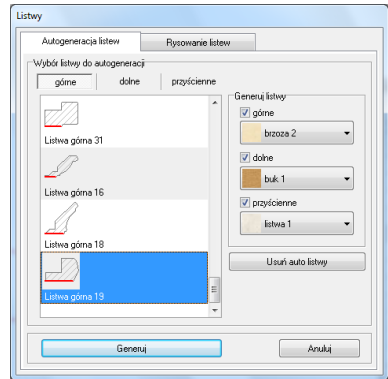 Listwy
Autogeneracja listew
Rysowanie listew
Wybór listwy do autogeneracji
górne
dolne
przyścienne
Listwa górna 31
Listwa górna 16
Listwa górna 18
Listwa górna 19
Generuj listwy
górne
brzoza 2
dolne
buk 1
przyścienne
listwa 1
Usuń auto listwy
Generuj
Anuluj